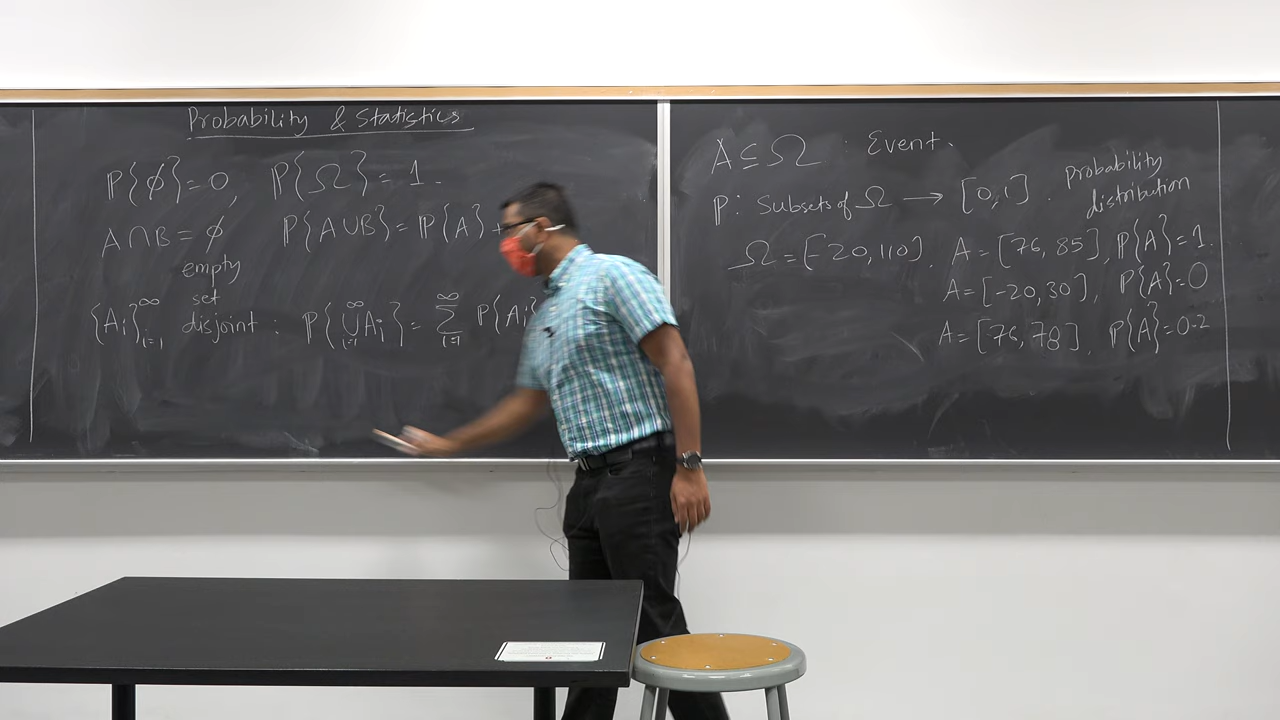 Probability & Statistics
P{φ}=0, P{Ω}=1.
A∩B=φ P{A∪B}=P{A}+
empty
set
{Ai}_{i=1}^∞ disjoint : P{∪_{i=1}^∞ Ai}=∑_{i=1}^∞ P{Ai}
A⊆Ω : Event.
P: Subsets of Ω → [0,1]. Probability
distribution
Ω=[-20,110]. A=[76,85], P{A}=1.
A=[-20,30], P{A}=0
A=[76,78], P{A}=0.2